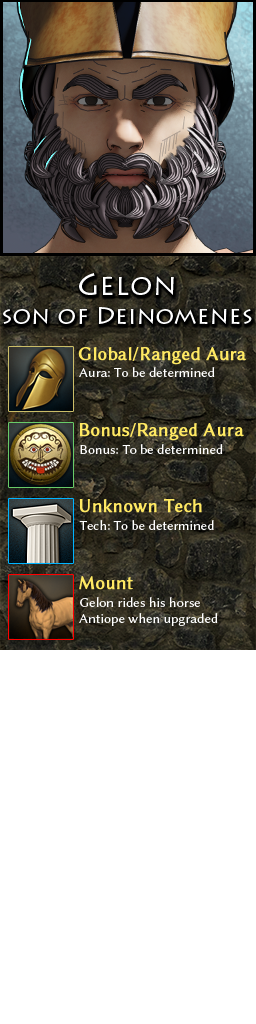 Gelon
son of Deinomenes
Global/Ranged Aura
Aura: To be determined
Bonus/Ranged Aura
Bonus: To be determined
Unknown Tech
Tech: To be determined
Mount
Gelon rides his horse
Antiope when upgraded